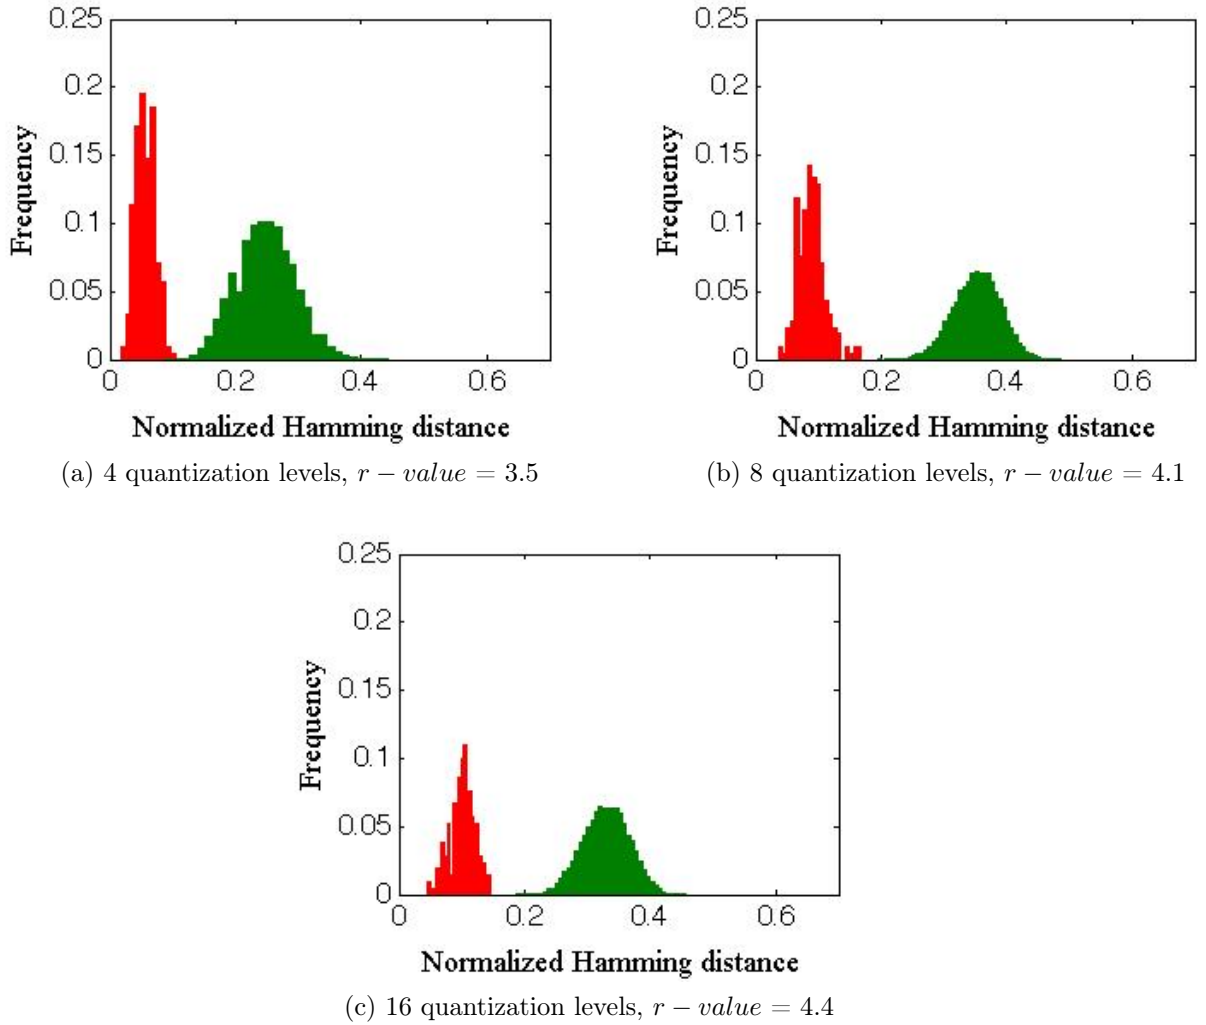 0.25
0.2
0.15
0.1
0.05
0
Frequency
0 0.2 0.4 0.6
Normalized Hamming distance
(a) 4 quantization levels, r − value = 3.5
0.25
0.2
0.15
0.1
0.05
0
Frequency
0 0.2 0.4 0.6
Normalized Hamming distance
(b) 8 quantization levels, r − value = 4.1
0.25
0.2
0.15
0.1
0.05
0
Frequency
0 0.2 0.4 0.6
Normalized Hamming distance
(c) 16 quantization levels, r − value = 4.4